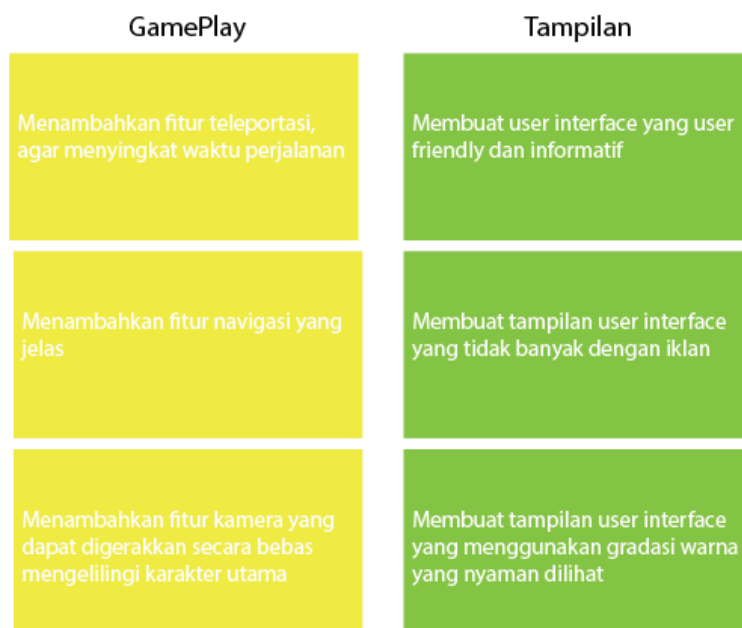 GamePlay
Menambahkan fitur teleportasi,
agar menyingkat waktu perjalanan
Menambahkan fitur navigasi yang
jelas
Menambahkan fitur kamera yang
dapat digerakkan secara bebas
mengelilingi karakter utama
Tampilan
Membuat user interface yang user
friendly dan informatif
Membuat tampilan user interface
yang tidak banyak dengan iklan
Membuat tampilan user interface
yang menggunakan gradasi warna
yang nyaman dilihat